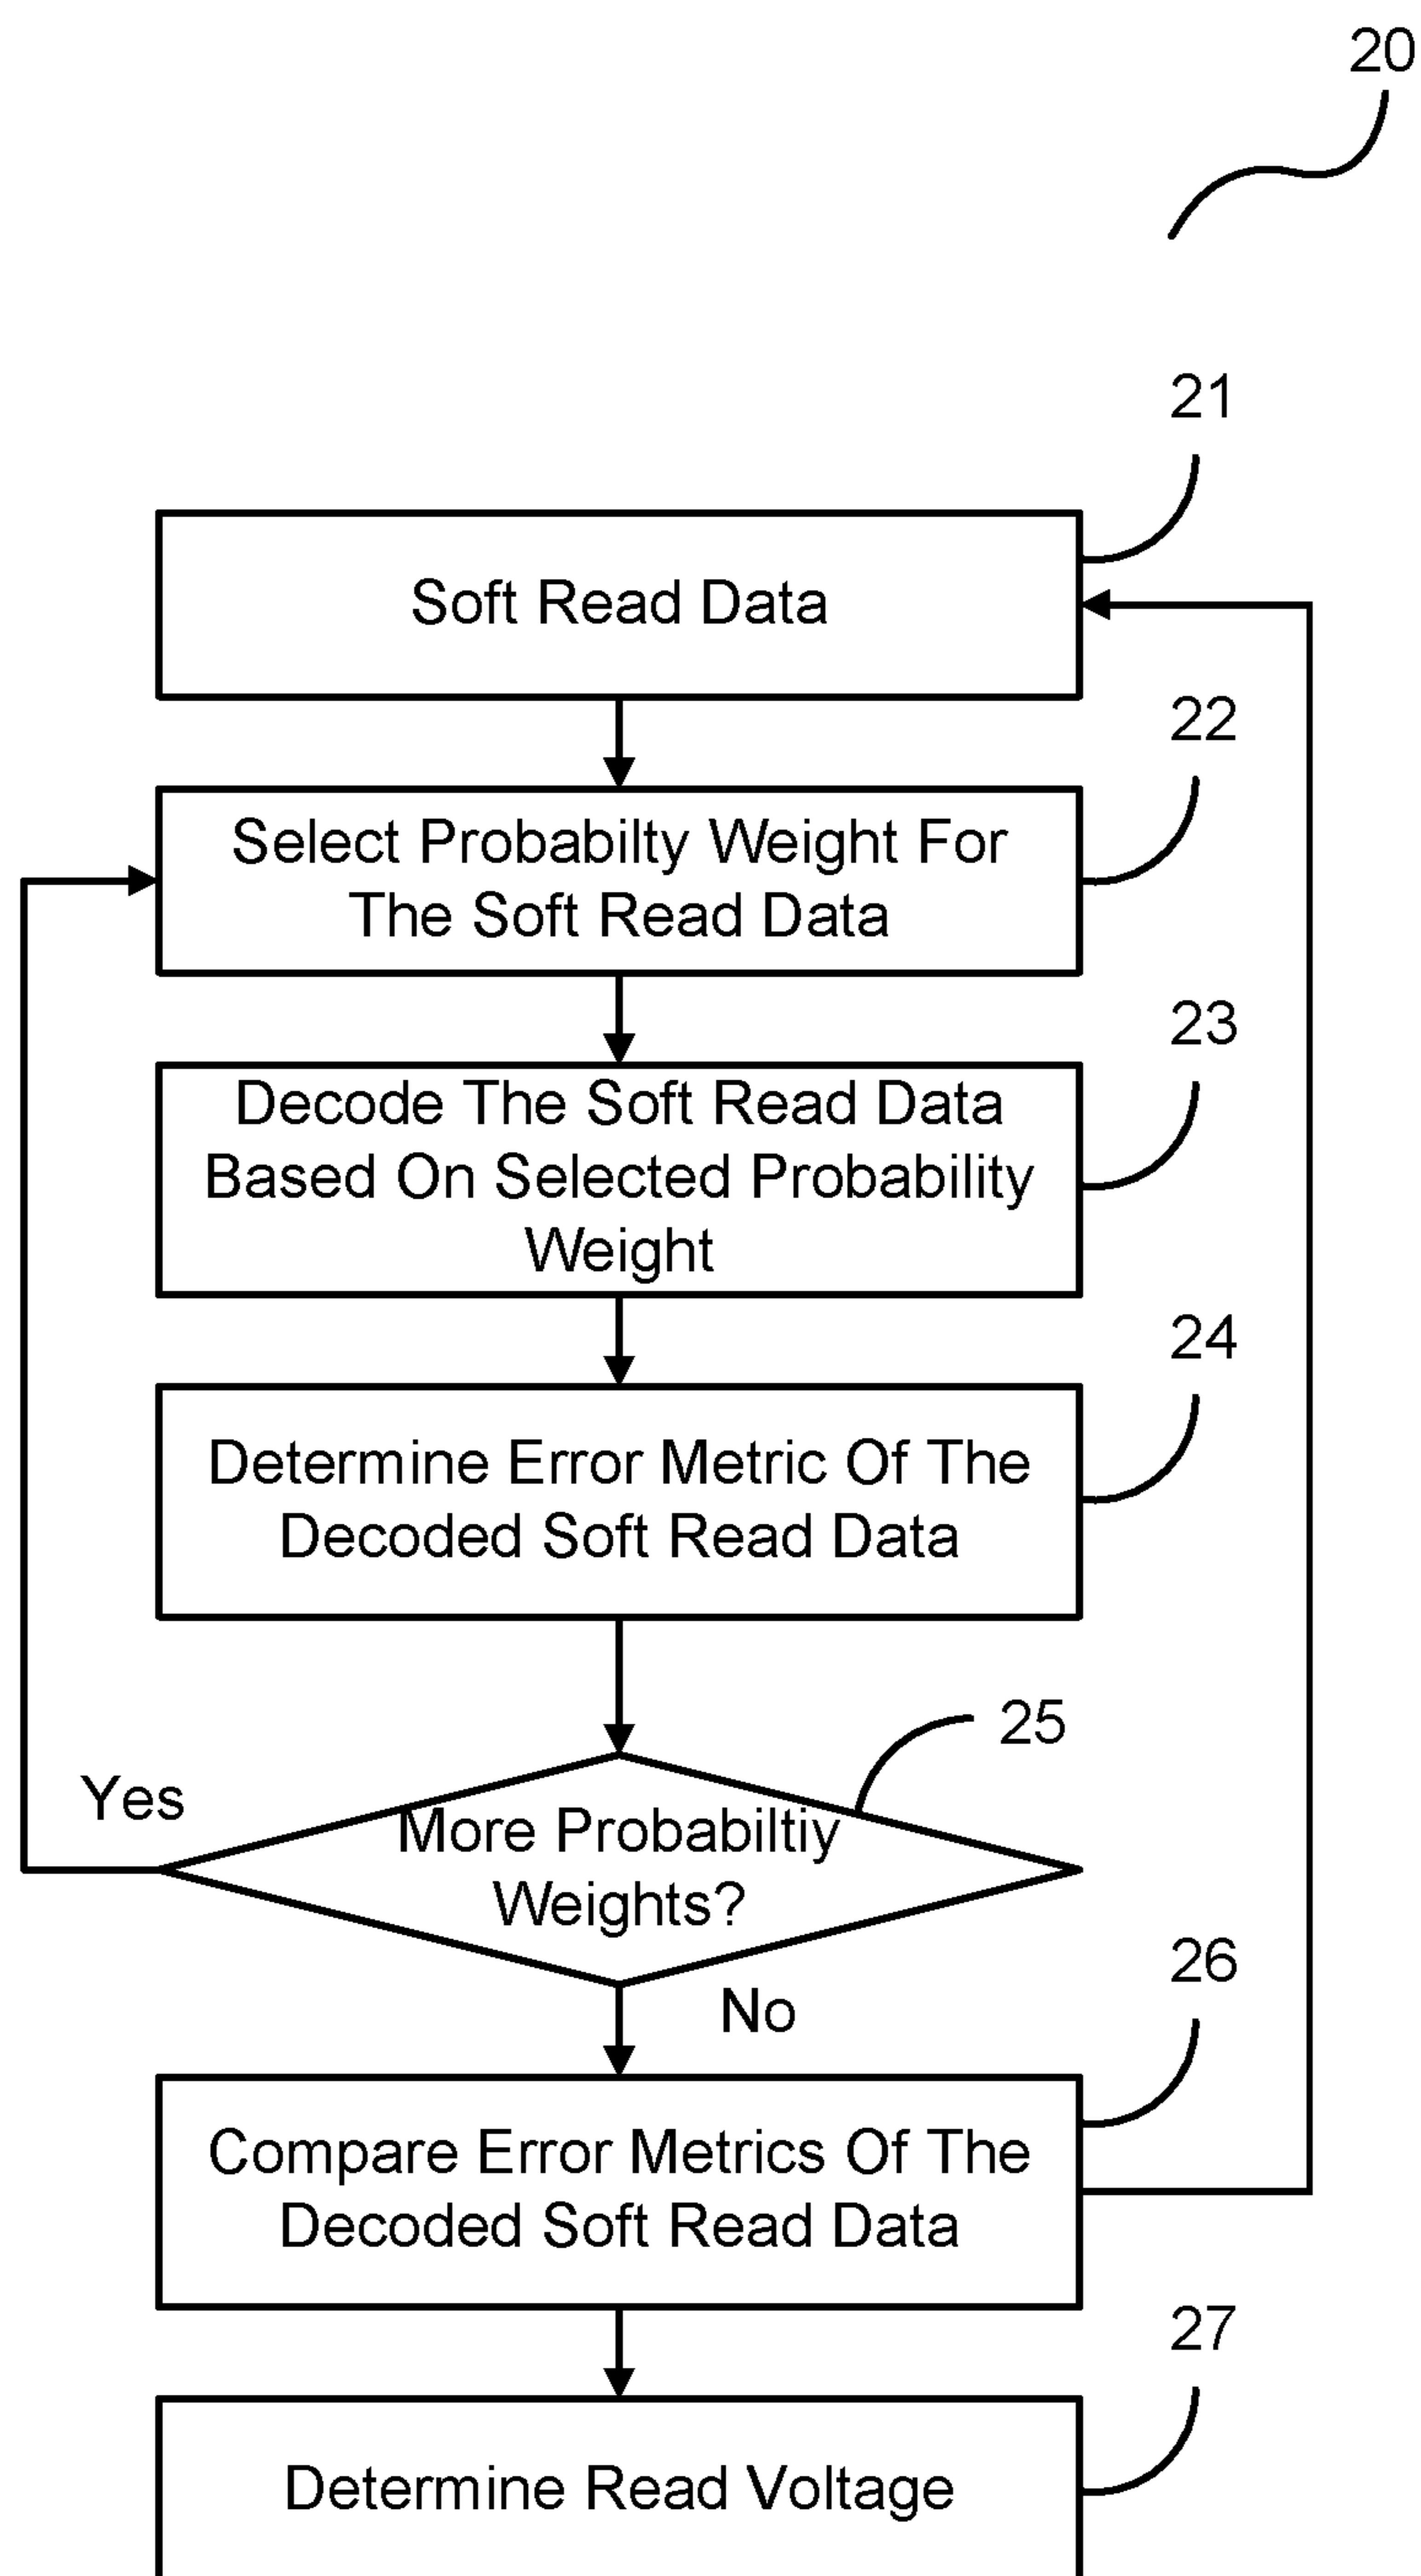 20
21
Soft Read Data
22
Select Probabilty Weight For
The Soft Read Data
23
Decode The Soft Read Data
Based On Selected Probability
Weight
24
Determine Error Metric Of The
Decoded Soft Read Data
25
Yes
More Probabiltiy
Weights?
No
26
Compare Error Metrics Of The
Decoded Soft Read Data
27
Determine Read Voltage